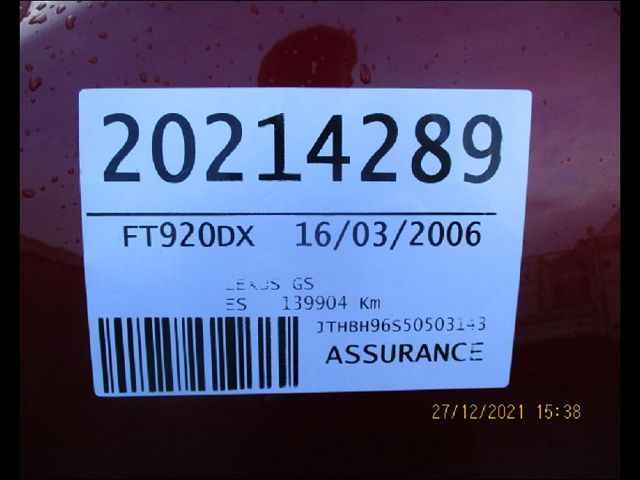 20214289
FT920DX 16/03/2006
LEXUS GS
ES 139904 Km
JTHBH96S50503143
ASSURANCE
27/12/2021 15:38